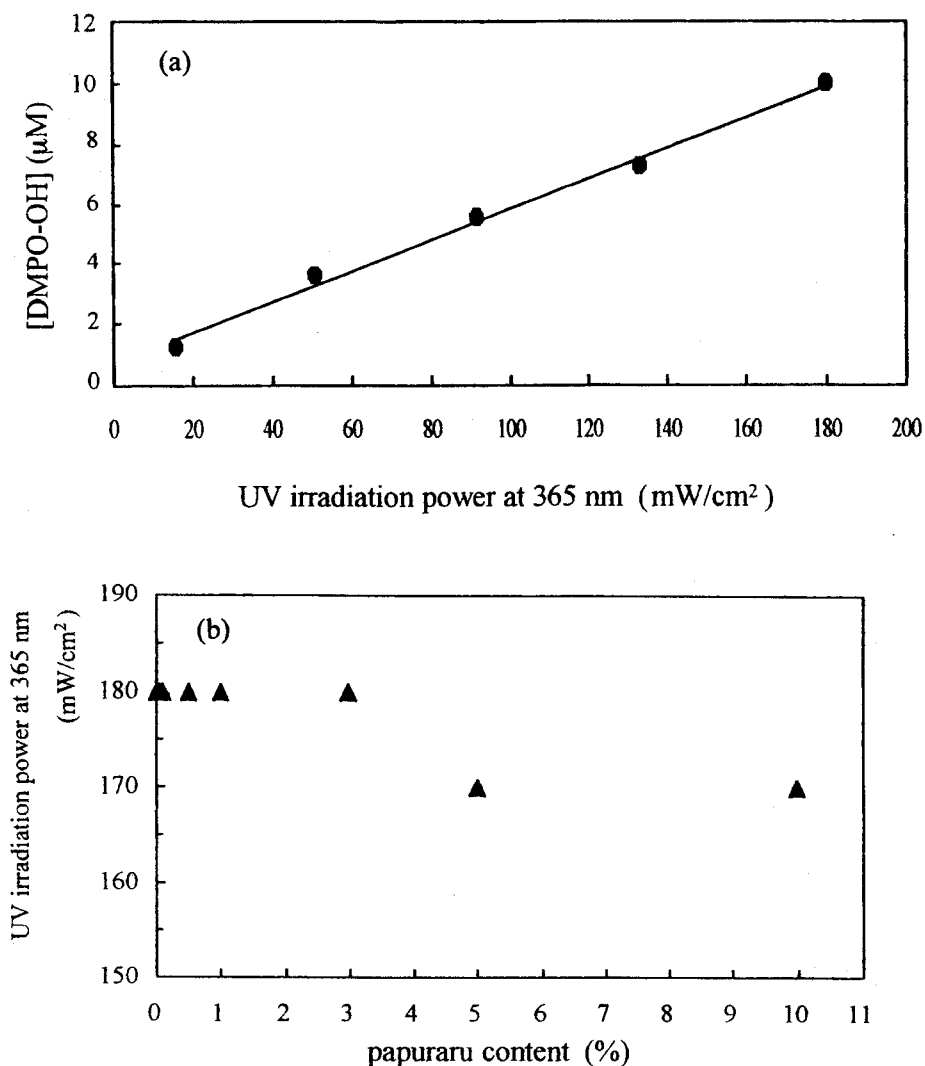 12
(a)
10
8
6
4
2
0
[DMPO-OH] (μM)
0 20 40 60 80 100 120 140 160 180 200
UV irradiation power at 365 nm (mW/cm²)
190
(b)
180
170
160
150
UV irradiation power at 365 nm
(mW/cm²)
0 1 2 3 4 5 6 7 8 9 10 11
papuraru content (%)